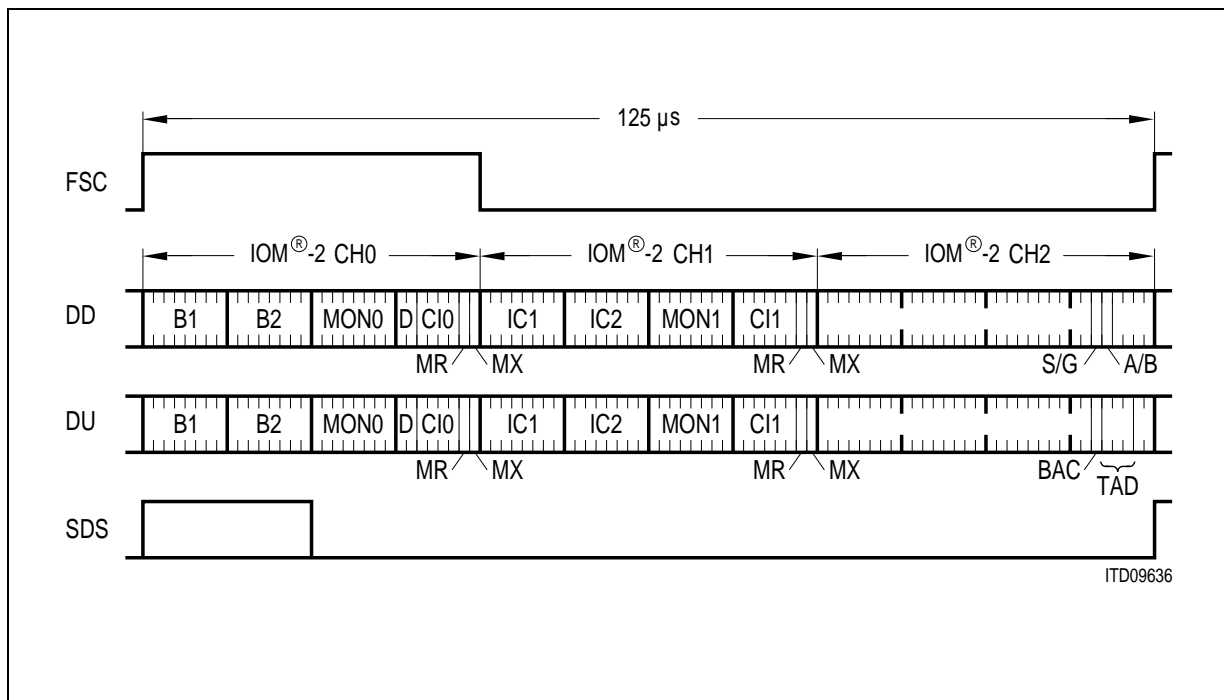 125 µs
FSC
IOM®-2 CH0 IOM®-2 CH1 IOM®-2 CH2
DD B1 B2 MON0 D CI0 IC1 IC2 MON1 CI1
MR MX MR MX S/G A/B
DU B1 B2 MON0 D CI0 IC1 IC2 MON1 CI1
MR MX MR MX BAC TAD
SDS
ITD09636